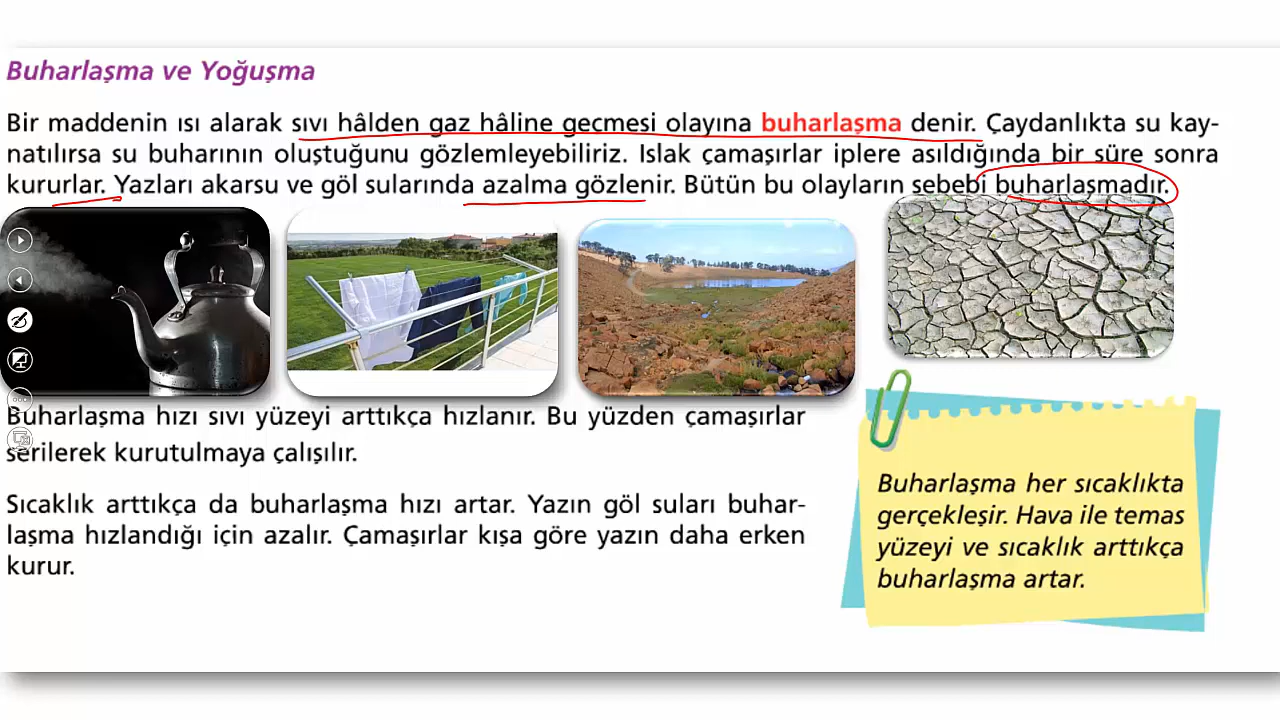 Buharlaşma ve Yoğuşma
Bir maddenin ısı alarak sıvı hâlden gaz hâline geçmesi olayına buharlaşma denir. Çaydanlıkta su kay-
natılırsa su buharının oluştuğunu gözlemleyebiliriz. Islak çamaşırlar iplere asıldığında bir süre sonra
kururlar. Yazları akarsu ve göl sularında azalma gözlenir. Bütün bu olayların sebebi buharlaşmadır.
Buharlaşma hızı sıvı yüzeyi arttıkça hızlanır. Bu yüzden çamaşırlar
serilerek kurutulmaya çalışılır.
Sıcaklık arttıkça da buharlaşma hızı artar. Yazın göl suları buhar-
laşma hızlandığı için azalır. Çamaşırlar kışa göre yazın daha erken
kurur.
Buharlaşma her sıcaklıkta
gerçekleşir. Hava ile temas
yüzeyi ve sıcaklık arttıkça
buharlaşma artar.